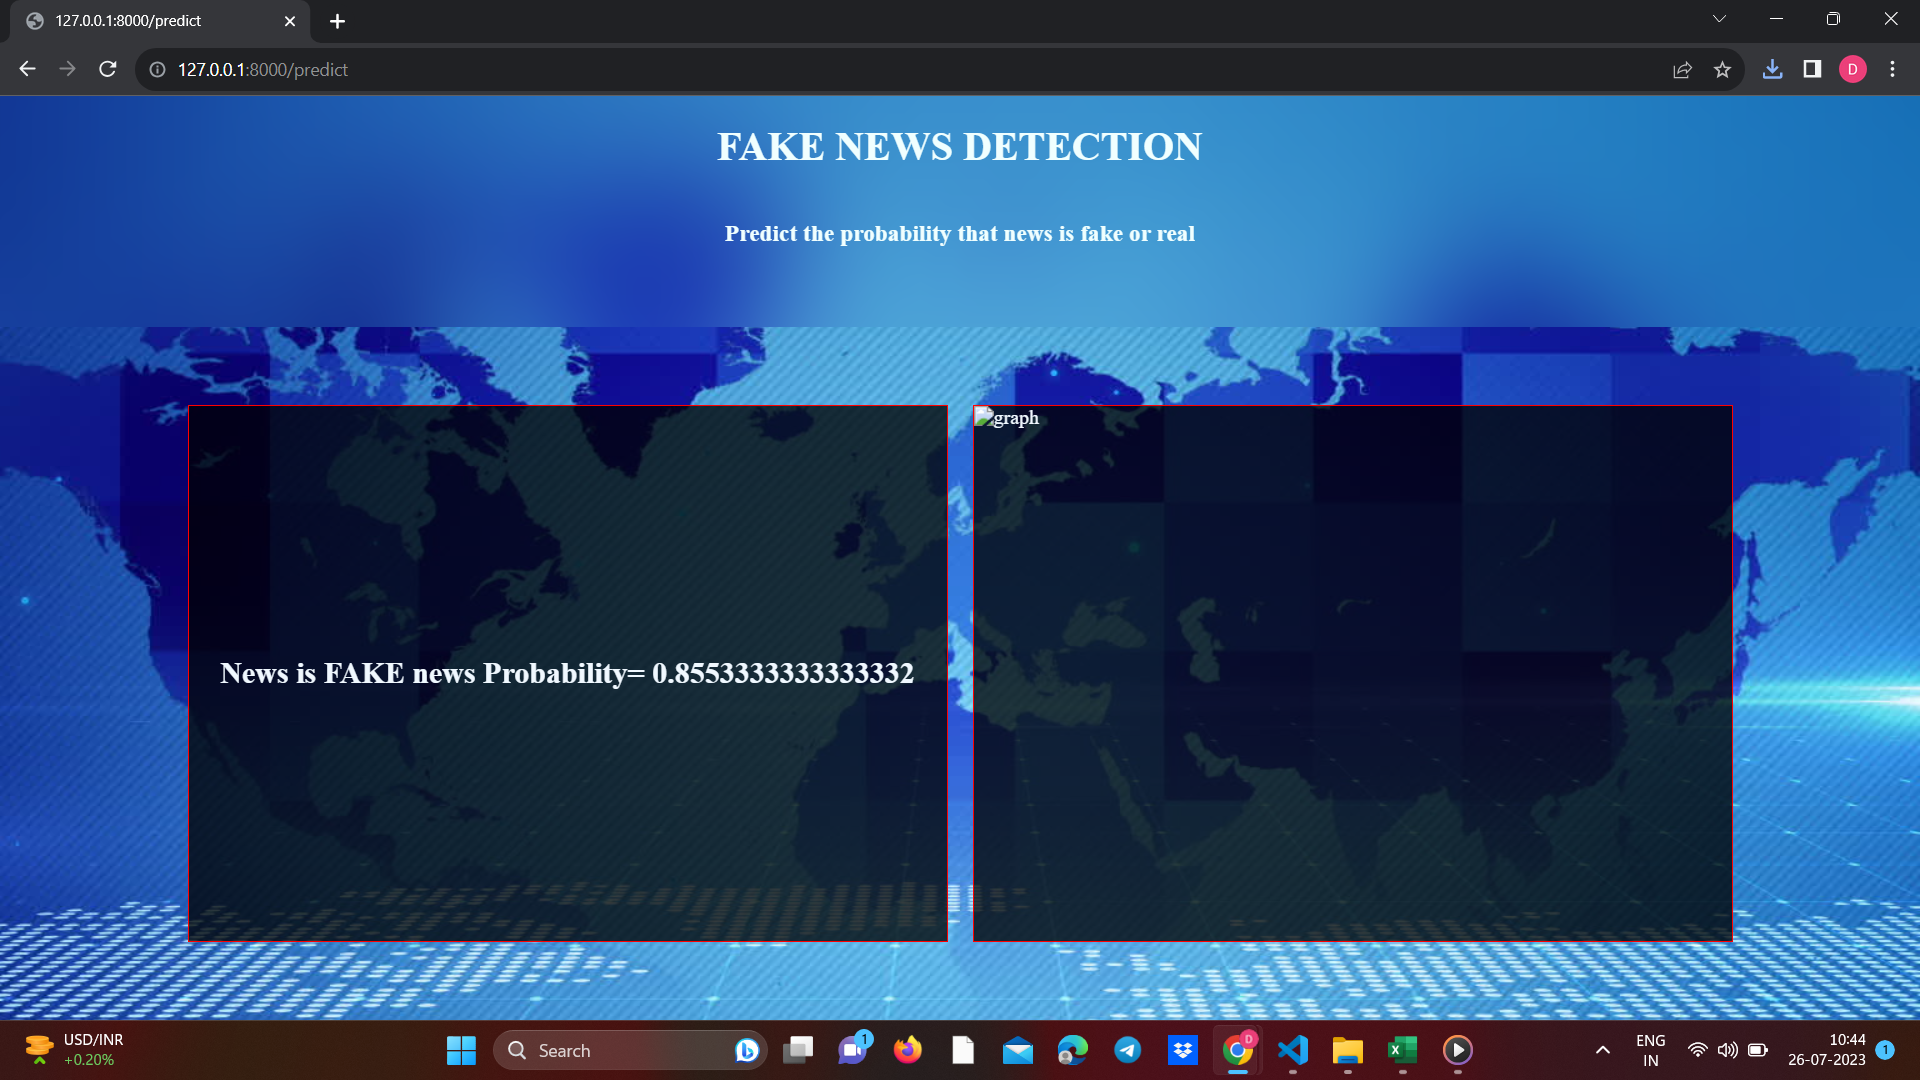 127.0.0.1:8000/predict
127.0.0.1:8000/predict
D
FAKE NEWS DETECTION
Predict the probability that news is fake or real
graph
News is FAKE news Probability= 0.8553333333333332
USD/INR
+0.20%
Search
1
D
ENG
IN
10:44
26-07-2023
1